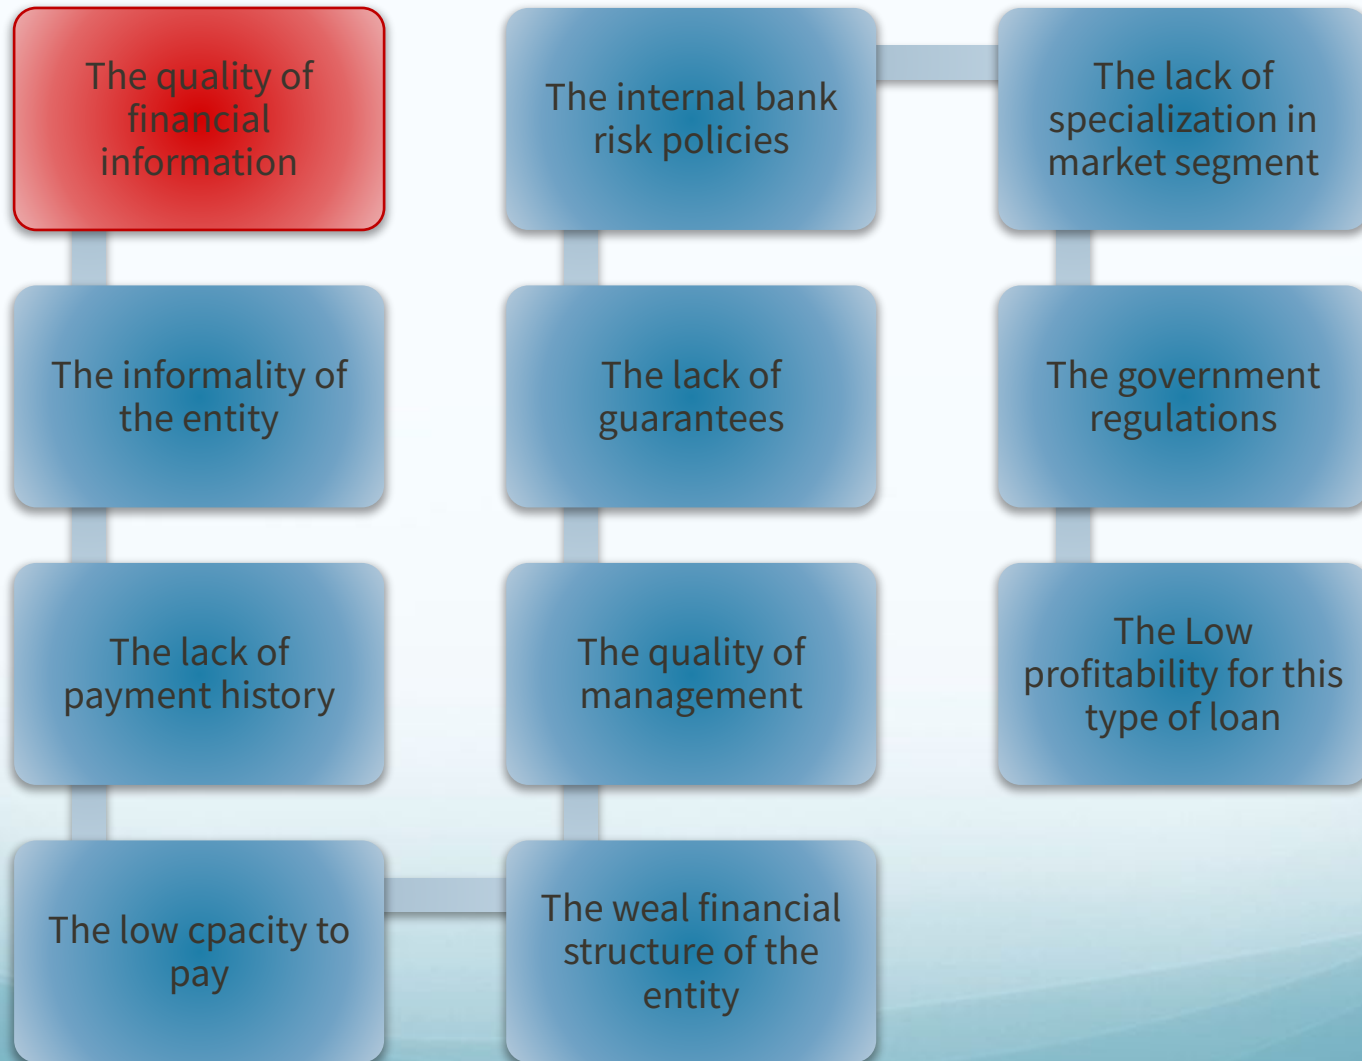 The quality of
financial
information
The informality of
the entity
The lack of
payment history
The low cpacity to
pay
The weal financial
structure of the
entity
The quality of
management
The lack of
guarantees
The internal bank
risk policies
The lack of
specialization in
market segment
The government
regulations
The Low
profitability for this
type of loan